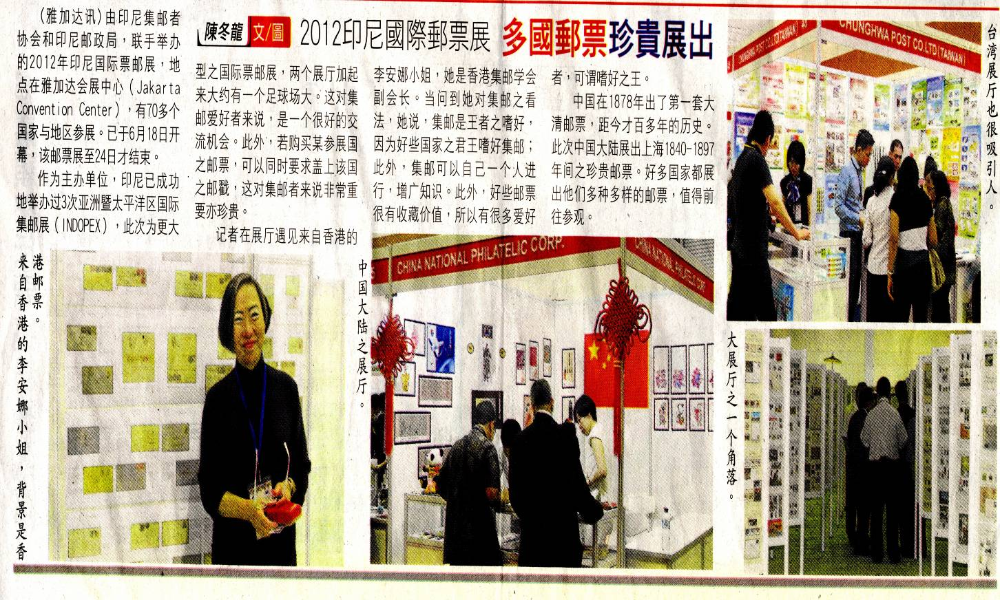 陳冬龍 文/圖
2012印尼國際郵票展 多國郵票珍貴展出
（雅加达讯）由印尼集邮者
协会和印尼邮政局，联手举办
的2012年印尼国际票邮展，地
点在雅加达会展中心（Jakarta
Convention Center），有70多个
国家与地区参展。已于6月18日开
幕，该邮票展至24日才结束。
作为主办单位，印尼已成功
地举办过3次亚洲暨太平洋区国际
集邮展（INDOPEX），此次为更大
型之国际票邮展，两个展厅加起
来大约有一个足球场大。这对集
邮爱好者来说，是一个很好的交
流机会。此外，若购买某参展国
之邮票，可以同时要求盖上该国
之邮戳，这对集邮者来说非常重
要亦珍贵。
记者在展厅遇见来自香港的
李安娜小姐，她是香港集邮学会
副会长。当问到她对集邮之看
法，她说，集邮是王者之嗜好，
因为好些国家之君王嗜好集邮；
此外，集邮可以自己一个人进
行，增广知识。此外，好些邮票
很有收藏价值，所以有很多爱好
者，可谓嗜好之王。
中国在1878年出了第一套大
清邮票，距今才百多年的历史。
此次中国大陆展出上海1840-1897
年间之珍贵邮票。好多国家都展
出他们多种多样的邮票，值得前
往参观。
CHUNGHWA POST CO.LTD(TAIWAN)
CHUNGHWA POST CO.LTD(TAIWAN)
台湾展厅也很吸引人。
来自香港的李安娜小姐，背景是香
港邮票。
中国大陆之展厅。
CHINA NATIONAL PHILATELIC CORP.
CHINA NATIONAL PHILATELIC CORP.
大展厅之一个角落。